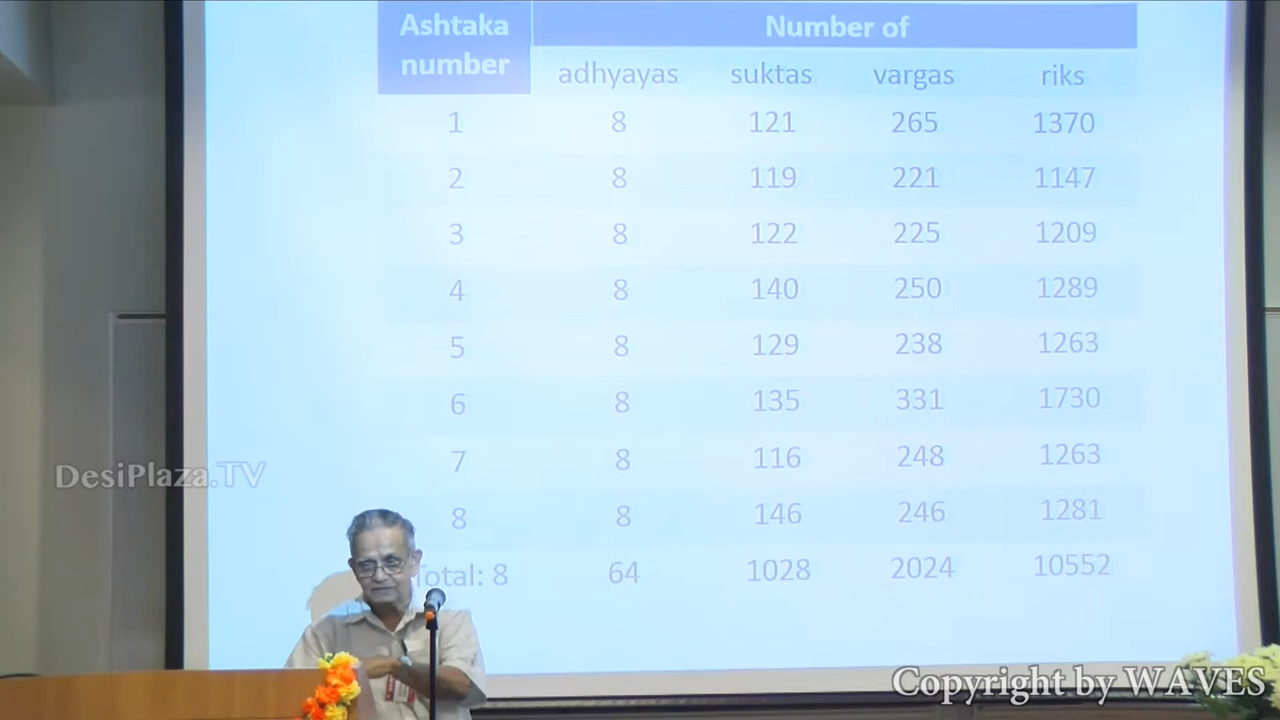 Ashtaka number
Number of
adhyayas suktas vargas riks
1 8 121 265 1370
2 8 119 221 1147
3 8 122 225 1209
4 8 140 250 1289
5 8 129 238 1263
6 8 135 331 1730
7 8 116 248 1263
8 8 146 246 1281
Total: 8 64 1028 2024 10552
DesiPlaza.TV
Copyright by WAVES